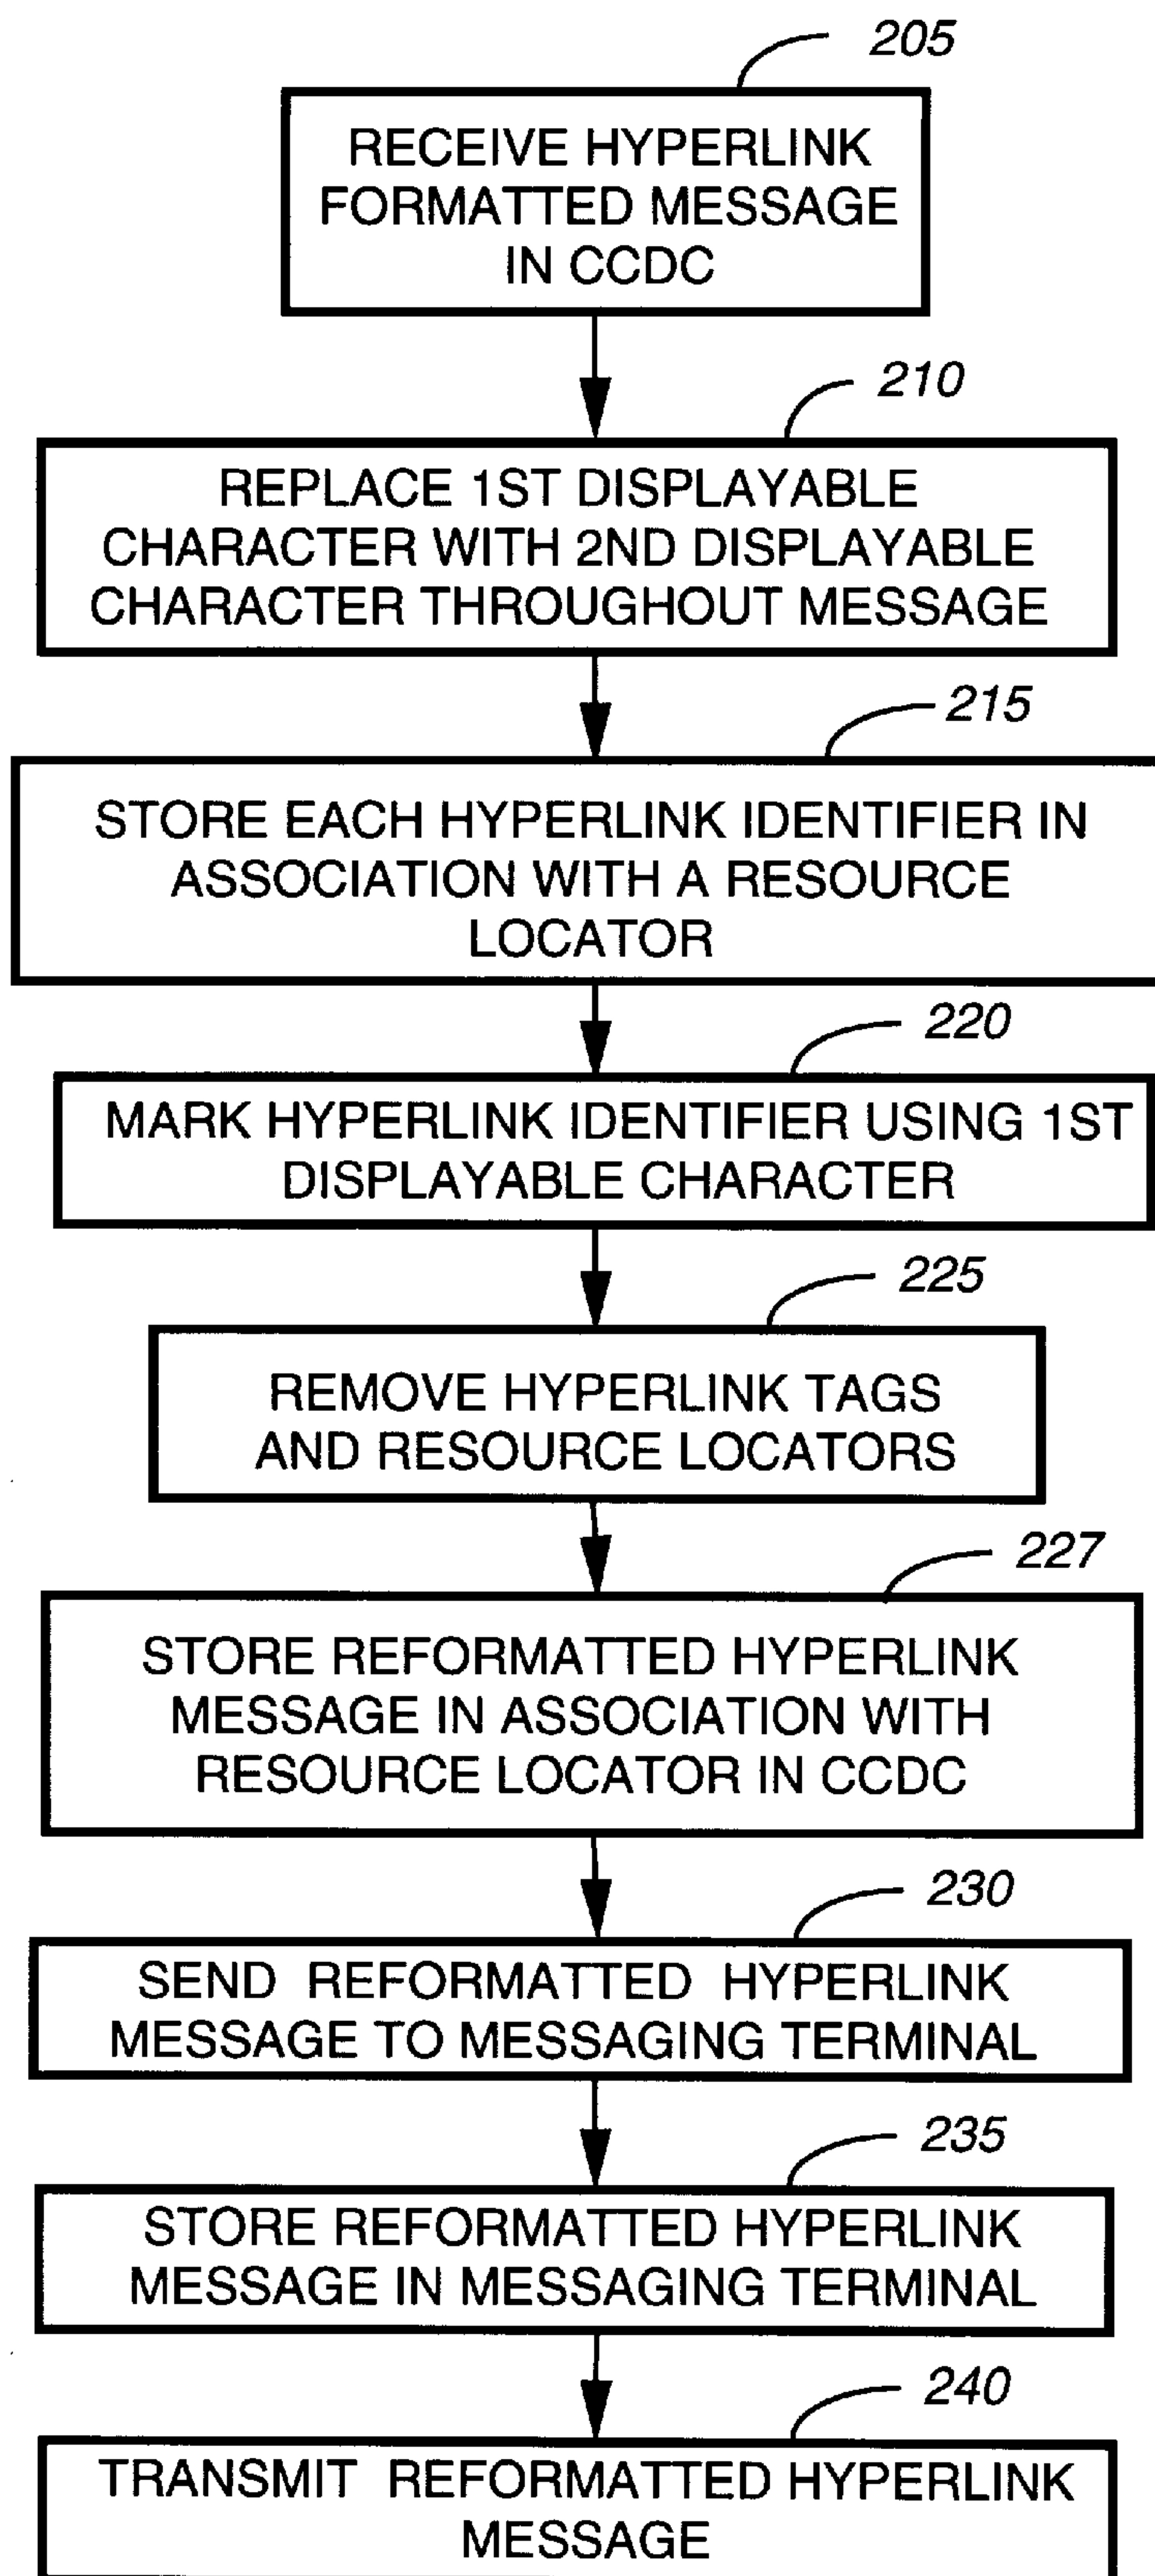 205
RECEIVE HYPERLINK
FORMATTED MESSAGE
IN CCDC
210
REPLACE 1ST DISPLAYABLE
CHARACTER WITH 2ND DISPLAYABLE
CHARACTER THROUGHOUT MESSAGE
215
STORE EACH HYPERLINK IDENTIFIER IN
ASSOCIATION WITH A RESOURCE
LOCATOR
220
MARK HYPERLINK IDENTIFIER USING 1ST
DISPLAYABLE CHARACTER
225
REMOVE HYPERLINK TAGS
AND RESOURCE LOCATORS
227
STORE REFORMATTED HYPERLINK
MESSAGE IN ASSOCIATION WITH
RESOURCE LOCATOR IN CCDC
230
SEND REFORMATTED HYPERLINK
MESSAGE TO MESSAGING TERMINAL
235
STORE REFORMATTED HYPERLINK
MESSAGE IN MESSAGING TERMINAL
240
TRANSMIT REFORMATTED HYPERLINK
MESSAGE